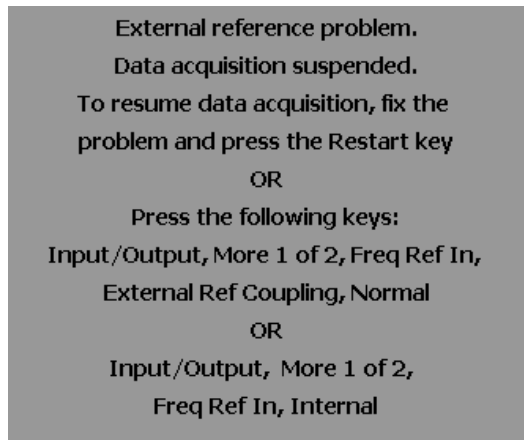 External reference problem.
Data acquisition suspended.
To resume data acquisition, fix the
problem and press the Restart key
OR
Press the following keys:
Input/Output, More 1 of 2, Freq Ref In,
External Ref Coupling, Normal
OR
Input/Output, More 1 of 2,
Freq Ref In, Internal